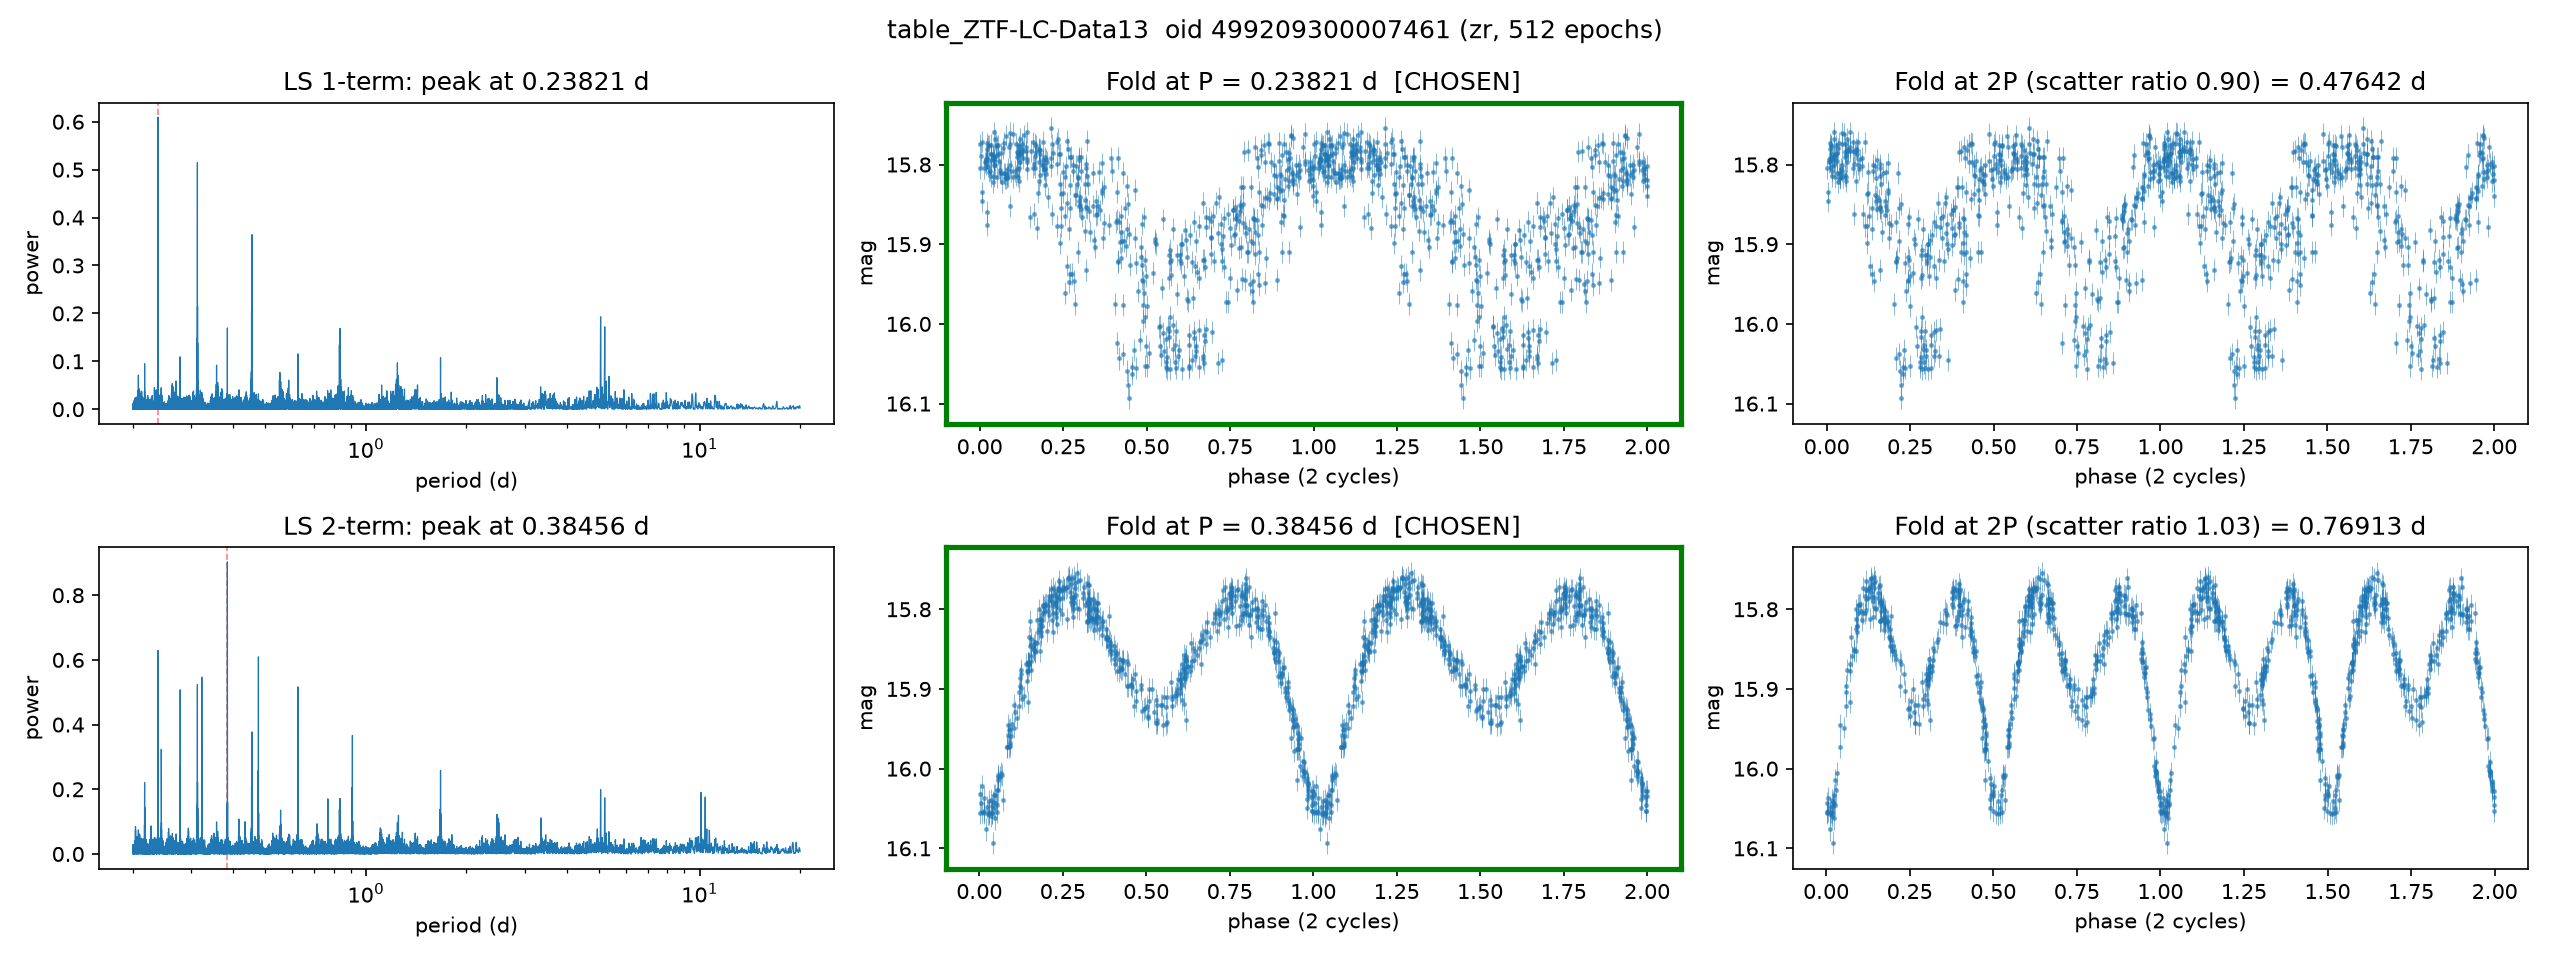 table_ZTF-LC-Data13  oid 499209300007461 (zr, 512 epochs)
LS 1-term: peak at 0.23821 d
Fold at P = 0.23821 d  [CHOSEN]
Fold at 2P (scatter ratio 0.90) = 0.47642 d
power
0.6
0.5
0.4
0.3
0.2
0.1
0.0
10⁰
10¹
period (d)
mag
15.8
15.9
16.0
16.1
0.00 0.25 0.50 0.75 1.00 1.25 1.50 1.75 2.00
phase (2 cycles)
mag
15.8
15.9
16.0
16.1
0.00 0.25 0.50 0.75 1.00 1.25 1.50 1.75 2.00
phase (2 cycles)
LS 2-term: peak at 0.38456 d
Fold at P = 0.38456 d  [CHOSEN]
Fold at 2P (scatter ratio 1.03) = 0.76913 d
power
0.8
0.6
0.4
0.2
0.0
10⁰
10¹
period (d)
mag
15.8
15.9
16.0
16.1
0.00 0.25 0.50 0.75 1.00 1.25 1.50 1.75 2.00
phase (2 cycles)
mag
15.8
15.9
16.0
16.1
0.00 0.25 0.50 0.75 1.00 1.25 1.50 1.75 2.00
phase (2 cycles)